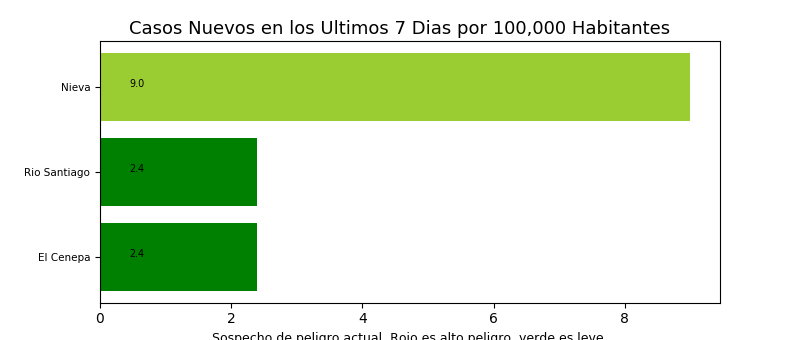 Casos Nuevos en los Ultimos 7 Dias por 100,000 Habitantes
Nieva
9.0
Rio Santiago
2.4
El Cenepa
2.4
0 2 4 6 8
Sospecho de peligro actual. Rojo es alto peligro, verde es leve